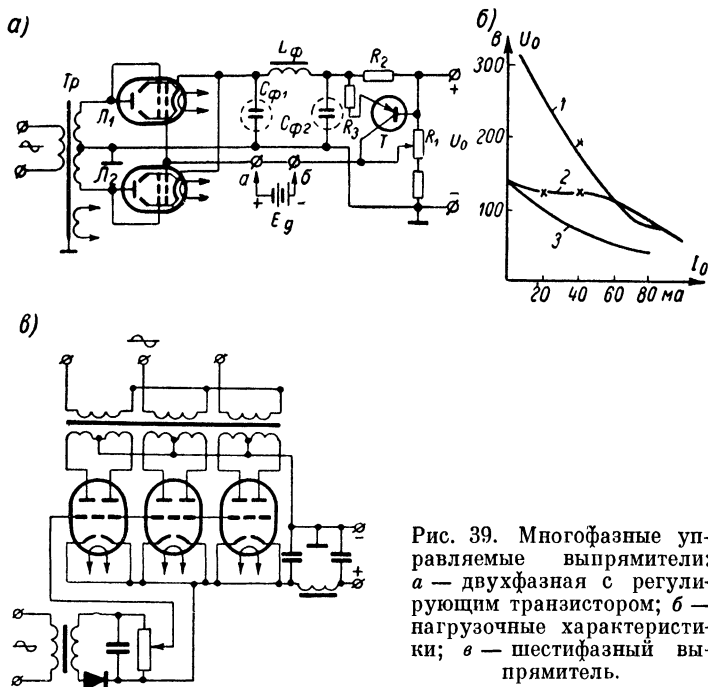 а)
Тр
Л₁
Л₂
Lф
Cф1
Cф2
R₂
R₃
Т
R₁
U₀
+
−
а
б
+
−
Eg
б)
в
U₀
300
200
100
1
2
3
I₀
20
40
60
80 ма
в)
−
+
Рис. 39. Многофазные уп-
равляемые выпрямители:
а — двухфазная с регули-
рующим транзистором; б —
нагрузочные характеристи-
ки; в — шестифазный вы-
прямитель.